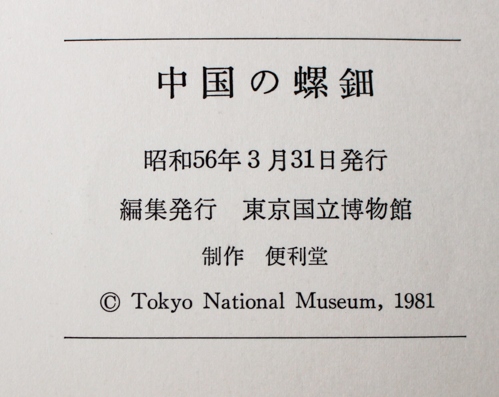 中国の螺鈿
昭和56年3月31日発行
編集発行　東京国立博物館
制作　便利堂
© Tokyo National Museum, 1981